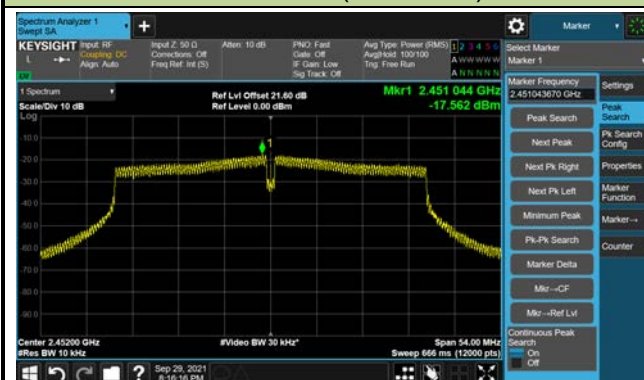 Spectrum Analyzer 1
Swept SA
+
Marker
KEYSIGHT
L
Input: RF
Coupling: DC
Align: Auto
Input Z: 50 Ω
Corrections: Off
Freq Ref: Int (S)
Atten: 10 dB
PNO: Fast
Gate: Off
IF Gain: Low
Sig Track: Off
Avg Type: Power (RMS)
Avg|Hold: 100/100
Trig: Free Run
1 2 3 4 5 6
A W W W W W
A N N N N N
Select Marker
Marker 1
1 Spectrum
Scale/Div 10 dB
Log
Ref Lvl Offset 21.60 dB
Ref Level 0.00 dBm
Mkr1 2.451 044 GHz
-17.562 dBm
1
-10.0
-20.0
-30.0
-40.0
-50.0
-60.0
-70.0
-80.0
-90.0
Center 2.45200 GHz
#Res BW 10 kHz
#Video BW 30 kHz*
Span 54.00 MHz
Sweep 666 ms (12000 pts)
Marker Frequency
2.451043670 GHz
Peak Search
Next Peak
Next Pk Right
Next Pk Left
Minimum Peak
Pk-Pk Search
Marker Delta
Mkr→CF
Mkr→Ref Lvl
Continuous Peak
Search
On
Off
Settings
Peak
Search
Pk Search
Config
Properties
Marker
Function
Marker→
Counter
?
Sep 29, 2021
8:16:16 PM